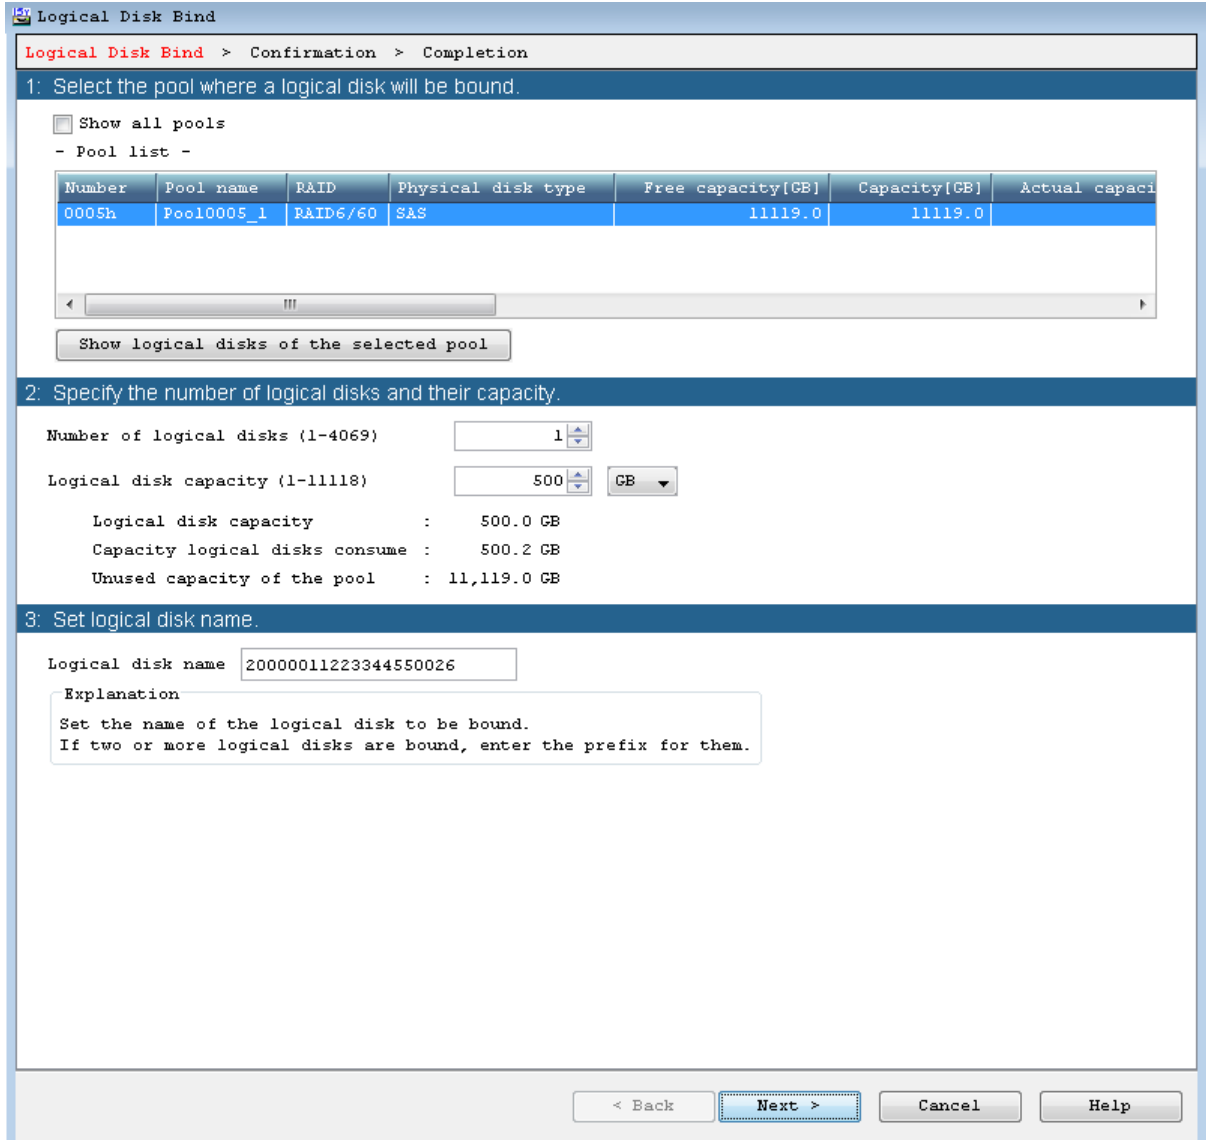 Logical Disk Bind
Logical Disk Bind > Confirmation > Completion
1: Select the pool where a logical disk will be bound.
Show all pools
- Pool list -
Number Pool name RAID Physical disk type Free capacity[GB] Capacity[GB] Actual capaci
0005h Pool0005_1 RAID6/60 SAS 11119.0 11119.0
Show logical disks of the selected pool
2: Specify the number of logical disks and their capacity.
Number of logical disks (1-4069) 1
Logical disk capacity (1-11118) 500 GB
Logical disk capacity : 500.0 GB
Capacity logical disks consume : 500.2 GB
Unused capacity of the pool : 11,119.0 GB
3: Set logical disk name.
Logical disk name 20000011223344550026
Explanation
Set the name of the logical disk to be bound.
If two or more logical disks are bound, enter the prefix for them.
< Back Next > Cancel Help